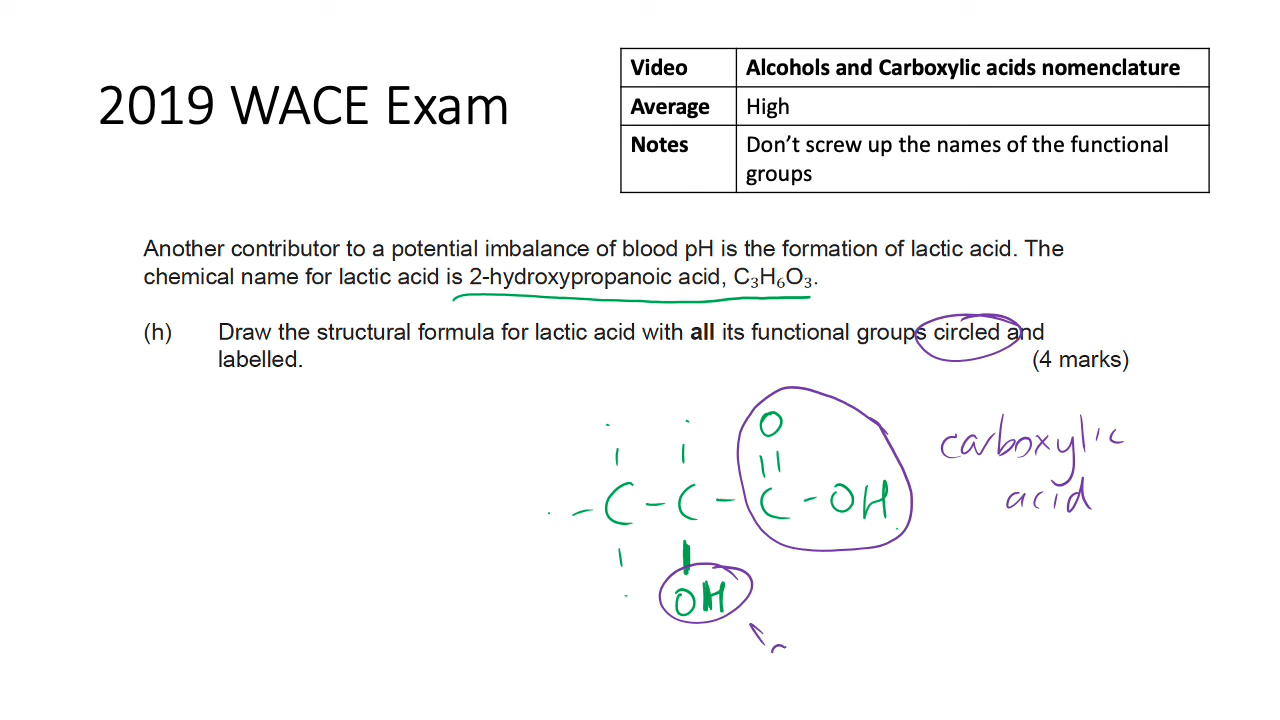 2019 WACE Exam
Video Alcohols and Carboxylic acids nomenclature
Average High
Notes Don’t screw up the names of the functional
groups
Another contributor to a potential imbalance of blood pH is the formation of lactic acid. The
chemical name for lactic acid is 2-hydroxypropanoic acid, C₃H₆O₃.
(h) Draw the structural formula for lactic acid with all its functional groups circled and
labelled.
(4 marks)
O
C - C - C - OH
OH
carboxylic
acid